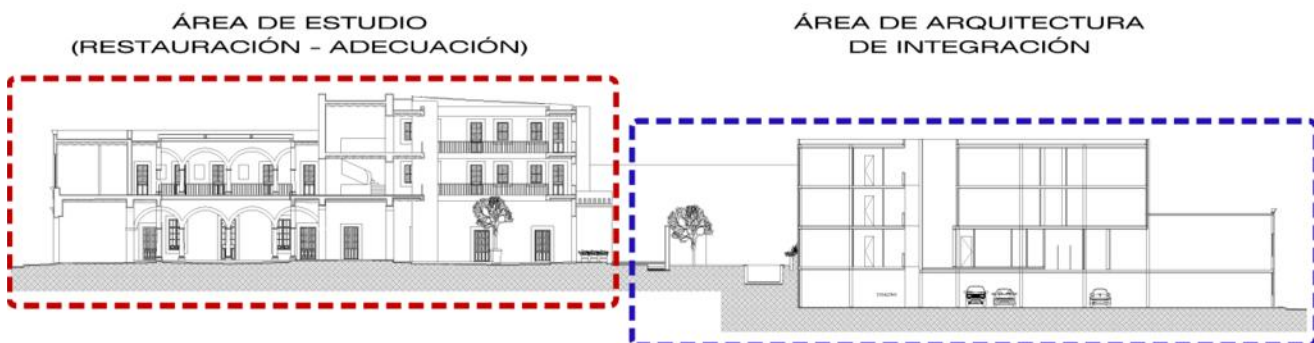 ÁREA DE ESTUDIO
(RESTAURACIÓN – ADECUACIÓN)
ÁREA DE ARQUITECTURA
DE INTEGRACIÓN